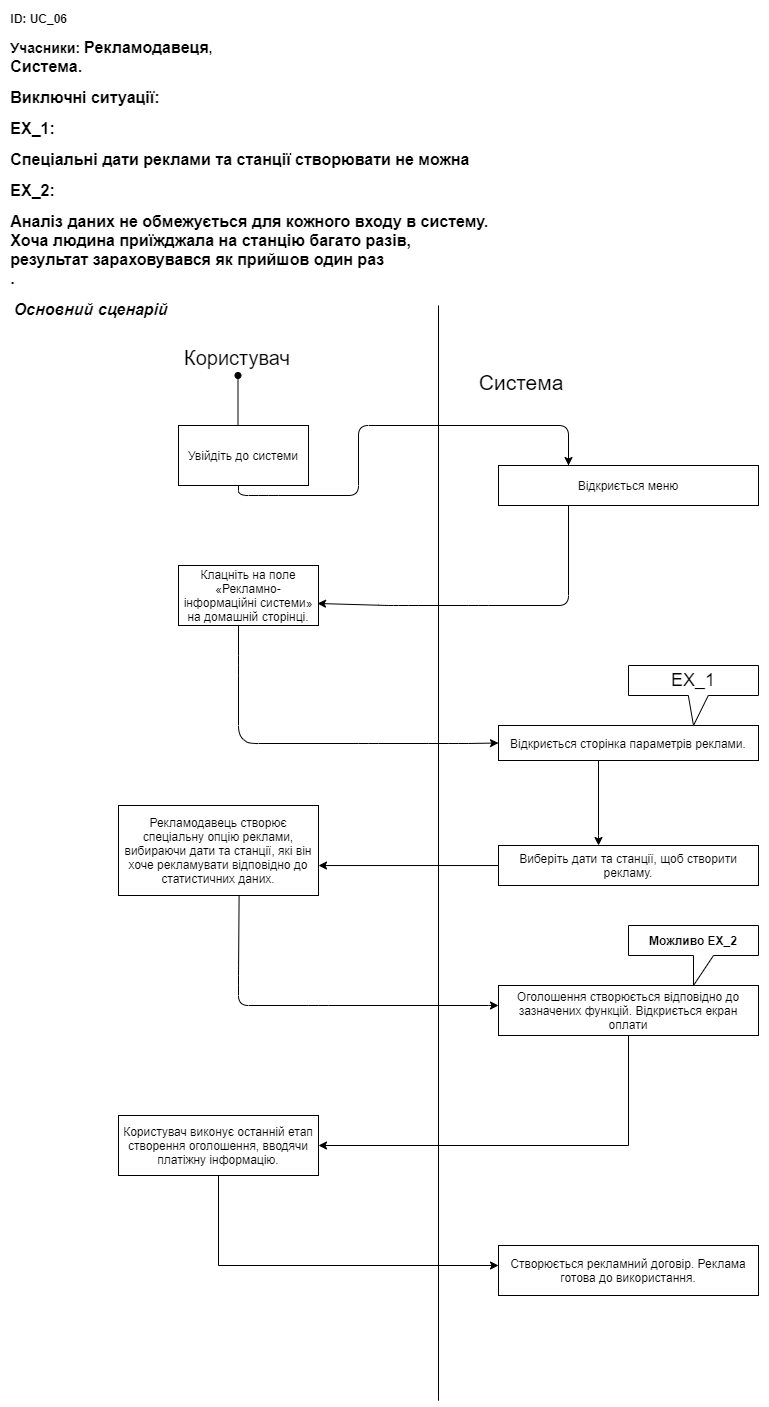 ID: UC_06
Учасники: Рекламодавеця,
Система.
Виключні ситуації:
EX_1:
Спеціальні дати реклами та станції створювати не можна
EX_2:
Аналіз даних не обмежується для кожного входу в систему.
Хоча людина приїжджала на станцію багато разів,
результат зараховувався як прийшов один раз
.
Основний сценарій
Користувач
Система
Увійдіть до системи
Відкриється меню
Клацніть на поле
«Рекламно-
інформаційні системи»
на домашній сторінці.
EX_1
Відкриється сторінка параметрів реклами.
Рекламодавець створює
спеціальну опцію реклами,
вибираючи дати та станції, які він
хоче рекламувати відповідно до
статистичних даних.
Виберіть дати та станції, щоб створити
рекламу.
Можливо EX_2
Оголошення створюється відповідно до
зазначених функцій. Відкриється екран
оплати
Користувач виконує останній етап
створення оголошення, вводячи
платіжну інформацію.
Створюється рекламний договір. Реклама
готова до використання.